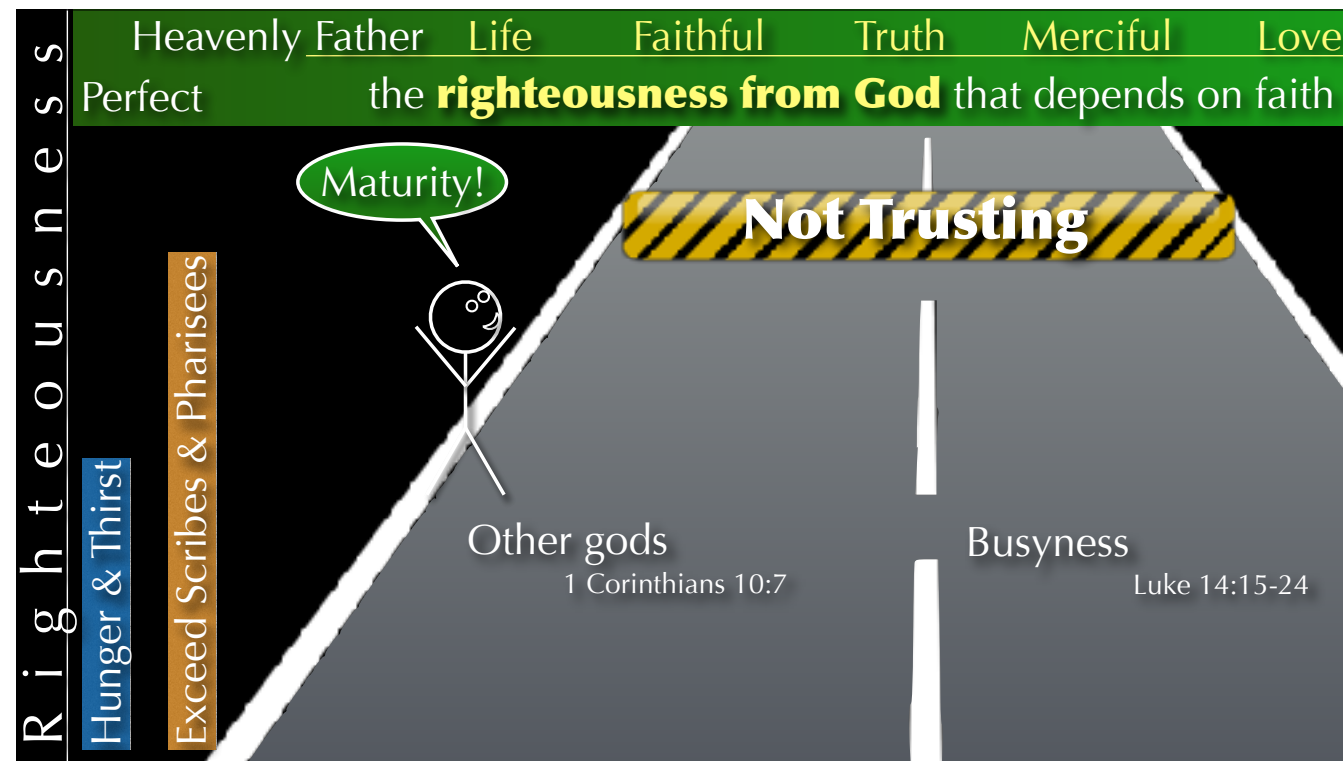 Righteousness
Heavenly Father Life Faithful Truth Merciful Love
Perfect the righteousness from God that depends on faith
Maturity!
Not Trusting
Hunger & Thirst
Exceed Scribes & Pharisees
Other gods
1 Corinthians 10:7
Busyness
Luke 14:15-24